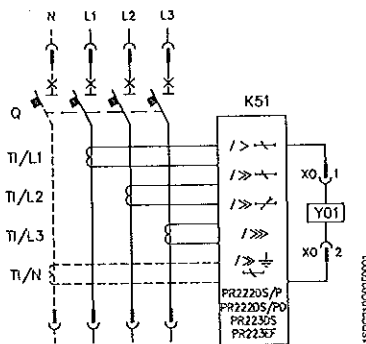 N L1 L2 L3
K51
Q
I>
TI/L1
X0 1
I≫
TI/L2
I≫
Y01
TI/L3
I⋙
X0 2
TI/N
I≫
PR222DS/P
PR222DS/PD
PR223DS
PR223EF